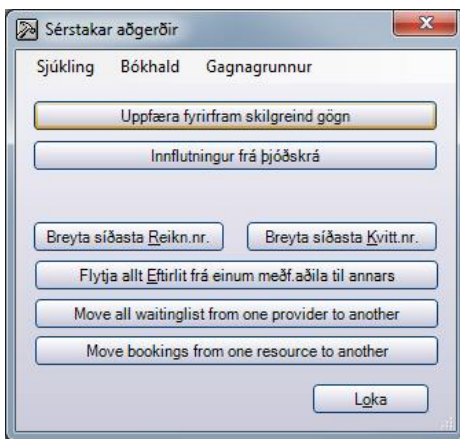 Sérstakar aðgerðir
Sjúkling Bókhald Gagnagrunnur
Uppfæra fyrirfram skilgreind gögn
Innflutningur frá þjóðskrá
Breyta síðasta Reikn.nr. Breyta síðasta Kvitt.nr.
Flytja allt Eftirlit frá einum meðf.aðila til annars
Move all waitinglist from one provider to another
Move bookings from one resource to another
Loka